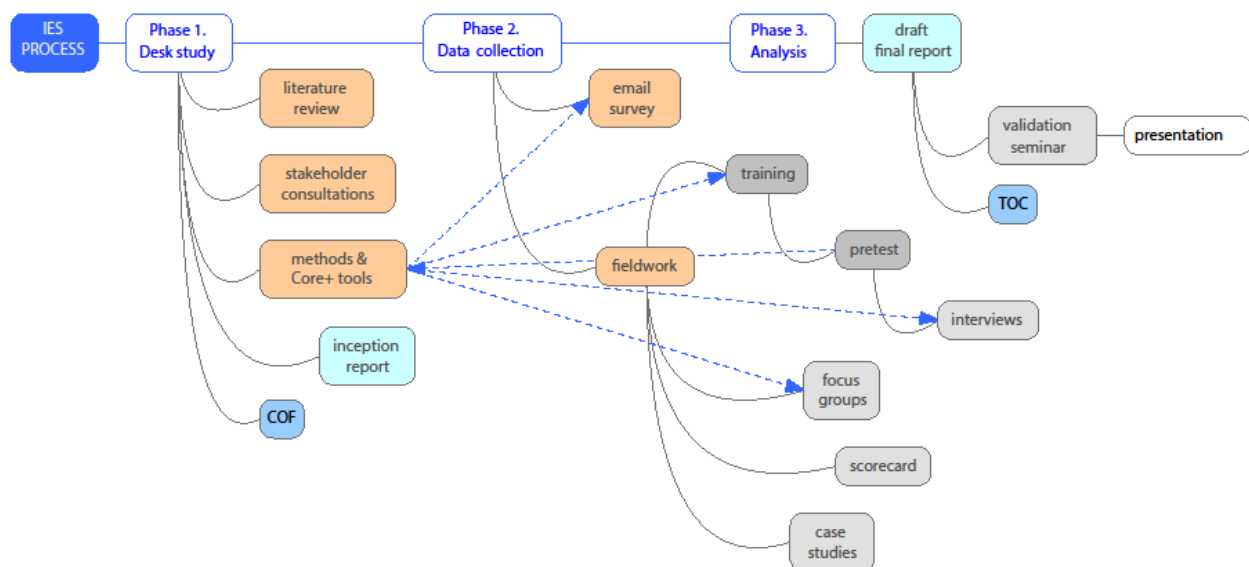 IES
PROCESS
Phase 1.
Desk study
Phase 2.
Data collection
Phase 3.
Analysis
draft
final report
literature
review
email
survey
validation
seminar
presentation
stakeholder
consultations
training
TOC
methods &
Core+ tools
fieldwork
pretest
interviews
inception
report
focus
groups
COF
scorecard
case
studies